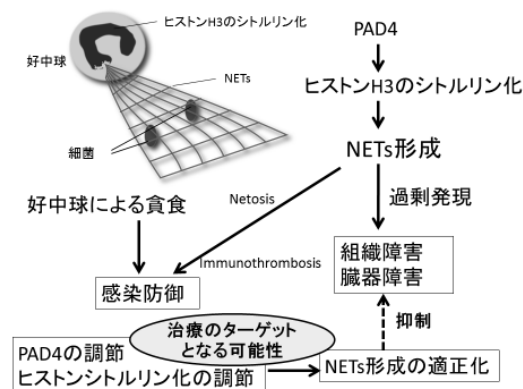 ヒストンH3のシトルリン化
好中球
NETs
細菌
PAD4
ヒストンH3のシトルリン化
NETs形成
好中球による貪食
Netosis
過剰発現
Immunothrombosis
感染防御
組織障害
臓器障害
治療のターゲット
となる可能性
抑制
PAD4の調節
ヒストンシトルリン化の調節
NETs形成の適正化